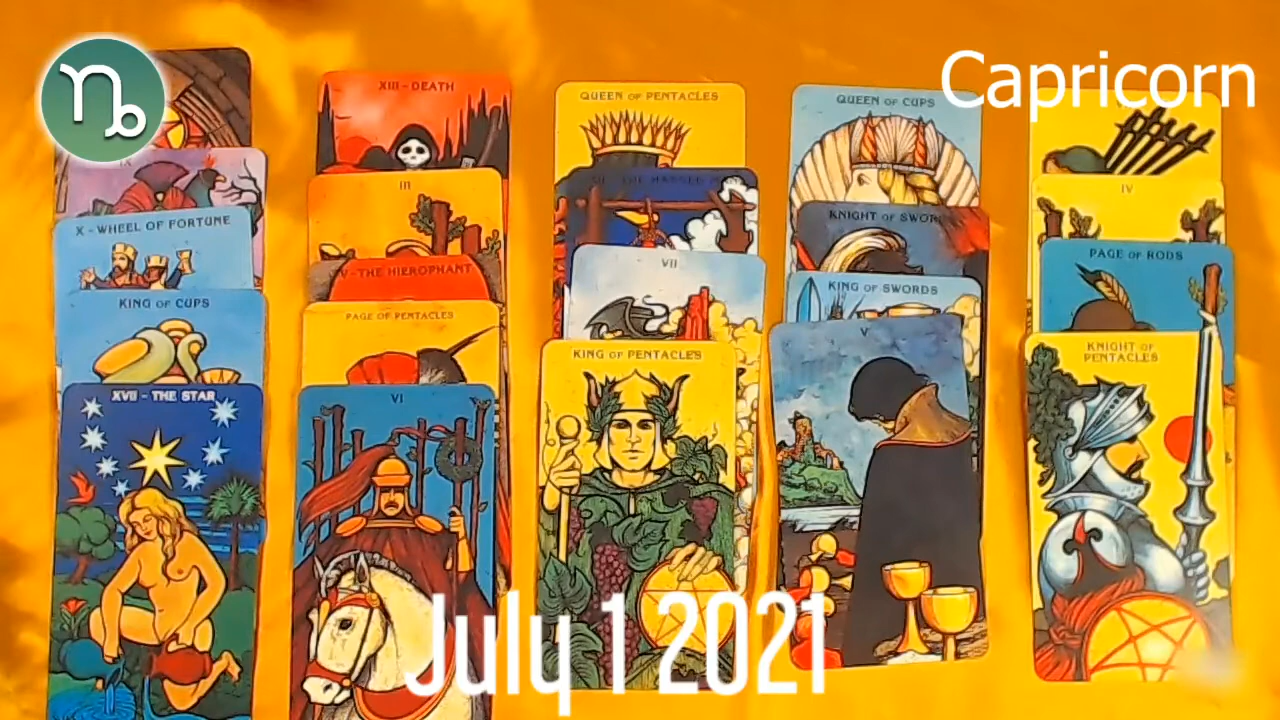 Capricorn
X - WHEEL OF FORTUNE
KING OF CUPS
XVII - THE STAR
XIII - DEATH
III
V - THE HIEROPHANT
PAGE OF PENTACLES
VI
QUEEN OF PENTACLES
VII
KING OF PENTACLES
QUEEN OF CUPS
KNIGHT OF SWORDS
KING OF SWORDS
V
IV
PAGE OF RODS
KNIGHT OF
PENTACLES
July 1 2021